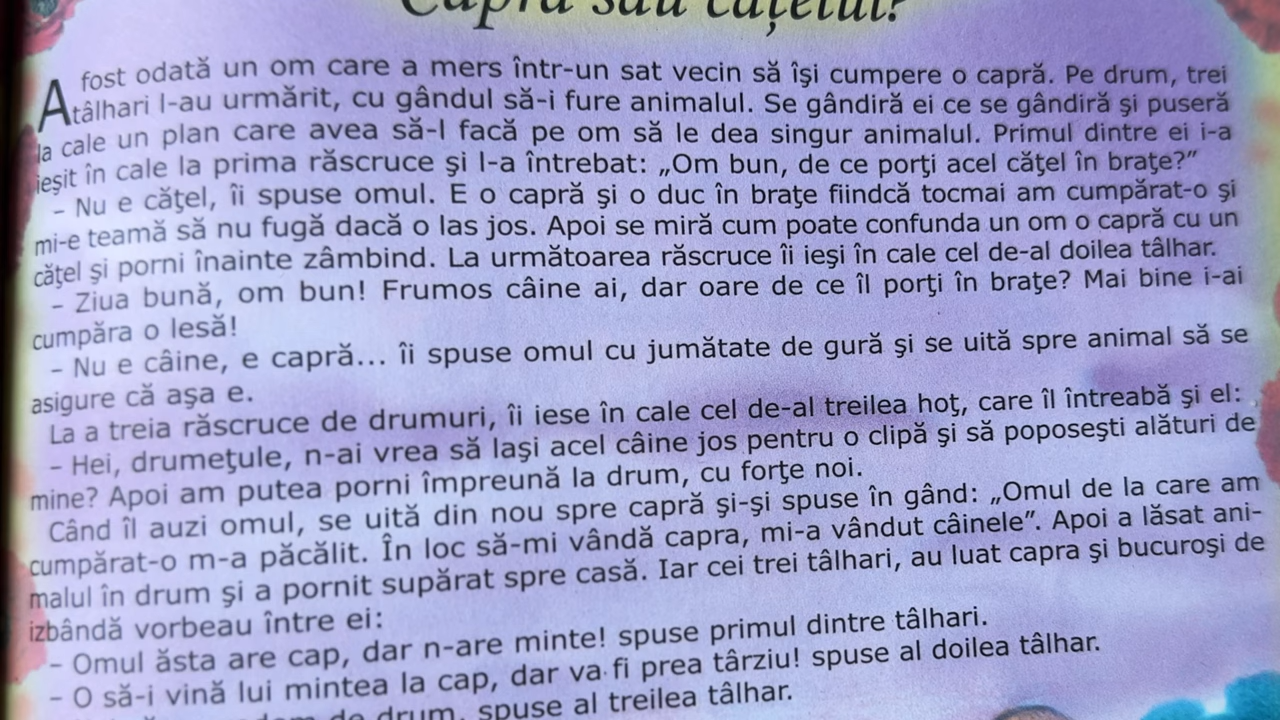 Capra sau cățelul?
A fost odată un om care a mers într-un sat vecin să îşi cumpere o capră. Pe drum, trei
tâlhari l-au urmărit, cu gândul să-i fure animalul. Se gândiră ei ce se gândiră şi puseră
la cale un plan care avea să-l facă pe om să le dea singur animalul. Primul dintre ei i-a
ieşit în cale la prima răscruce şi l-a întrebat: „Om bun, de ce porţi acel căţel în braţe?”
– Nu e căţel, îi spuse omul. E o capră şi o duc în braţe fiindcă tocmai am cumpărat-o şi
mi-e teamă să nu fugă dacă o las jos. Apoi se miră cum poate confunda un om o capră cu un
căţel şi porni înainte zâmbind. La următoarea răscruce îi ieşi în cale cel de-al doilea tâlhar.
– Ziua bună, om bun! Frumos câine ai, dar oare de ce îl porţi în braţe? Mai bine i-ai
cumpăra o lesă!
– Nu e câine, e capră... îi spuse omul cu jumătate de gură şi se uită spre animal să se
asigure că aşa e.
La a treia răscruce de drumuri, îi iese în cale cel de-al treilea hoţ, care îl întreabă şi el:
– Hei, drumeţule, n-ai vrea să laşi acel câine jos pentru o clipă şi să poposeşti alături de
mine? Apoi am putea porni împreună la drum, cu forţe noi.
Când îl auzi omul, se uită din nou spre capră şi-şi spuse în gând: „Omul de la care am
cumpărat-o m-a păcălit. În loc să-mi vândă capra, mi-a vândut câinele”. Apoi a lăsat ani-
malul în drum şi a pornit supărat spre casă. Iar cei trei tâlhari, au luat capra şi bucuroşi de
izbândă vorbeau între ei:
– Omul ăsta are cap, dar n-are minte! spuse primul dintre tâlhari.
– O să-i vină lui mintea la cap, dar va fi prea târziu! spuse al doilea tâlhar.
de drum, spuse al treilea tâlhar.